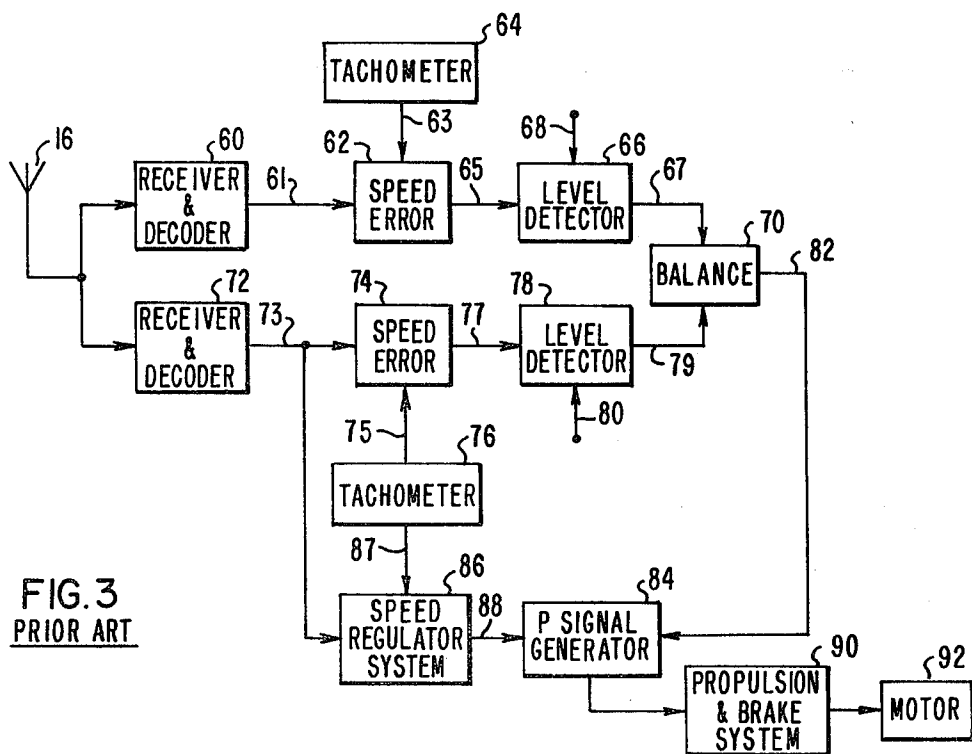 64
TACHOMETER
63
68
16
60
RECEIVER
&
DECODER
61
62
SPEED
ERROR
65
66
LEVEL
DETECTOR
67
70
BALANCE
82
72
RECEIVER
&
DECODER
73
74
SPEED
ERROR
77
78
LEVEL
DETECTOR
79
75
80
76
TACHOMETER
87
86
SPEED
REGULATOR
SYSTEM
88
84
P SIGNAL
GENERATOR
90
PROPULSION
& BRAKE
SYSTEM
92
MOTOR
FIG.3
PRIOR ART